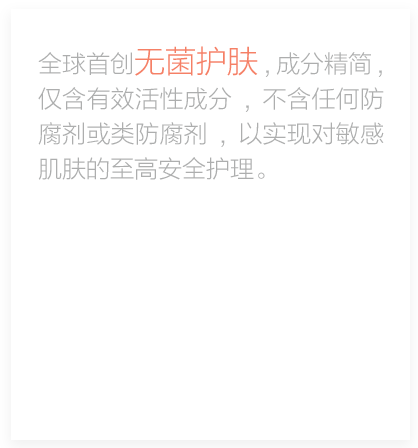 全球首创无菌护肤,成分精简,
仅含有效活性成分,不含任何防
腐剂或类防腐剂,以实现对敏感
肌肤的至高安全护理。